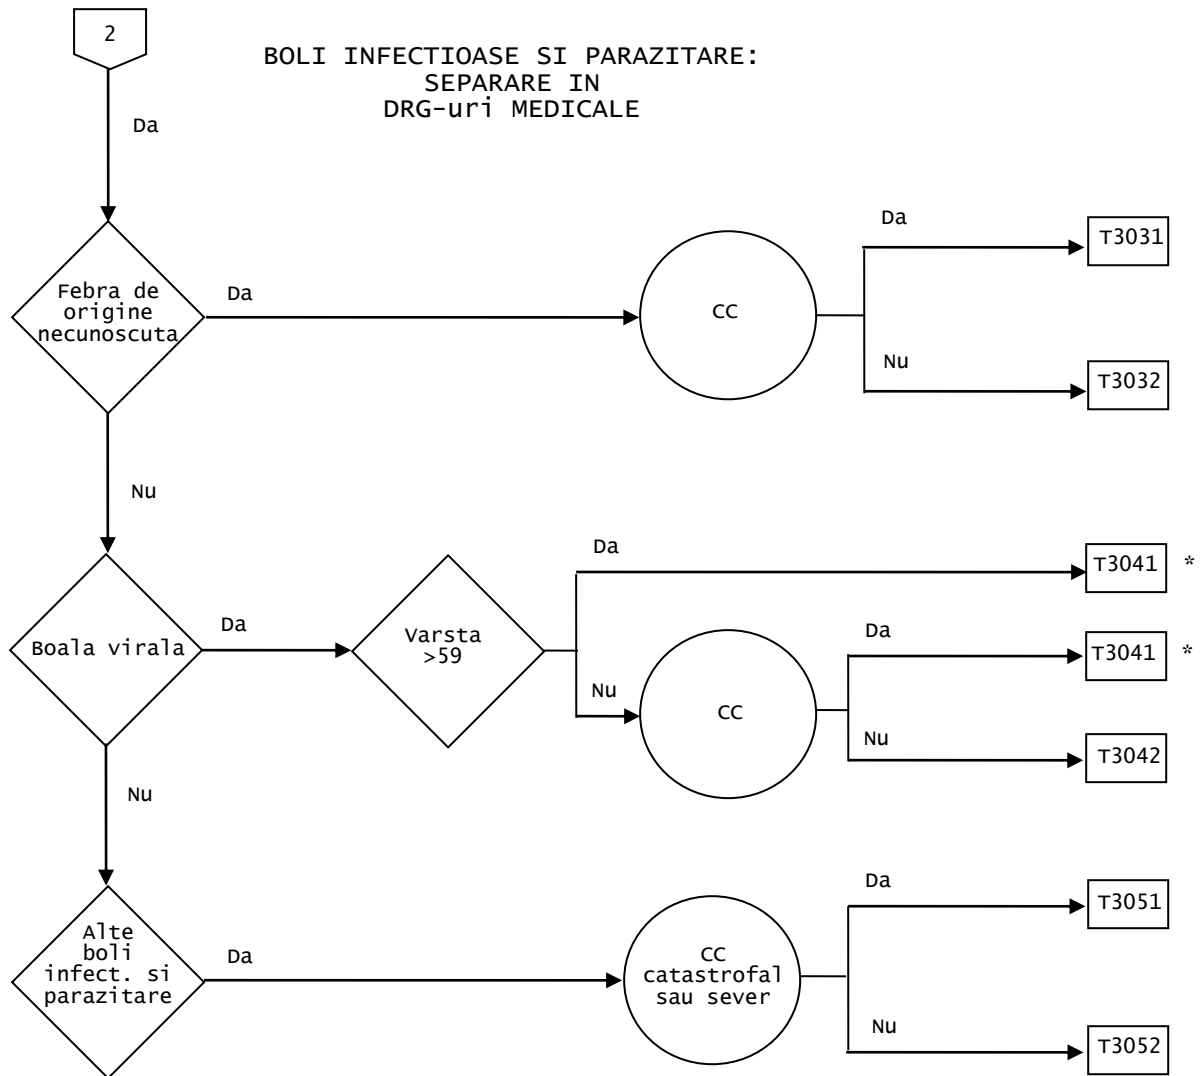 2
BOLI INFECTIOASE SI PARAZITARE:
SEPARARE IN
DRG-uri MEDICALE
Da
Febra de
origine
necunoscuta
Da
CC
Da
T3031
Nu
T3032
Nu
Boala virala
Da
Varsta
>59
Da
T3041 *
Nu
CC
Da
T3041 *
Nu
T3042
Nu
Alte
boli
infect. si
parazitare
Da
CC
catastrofal
sau sever
Da
T3051
Nu
T3052